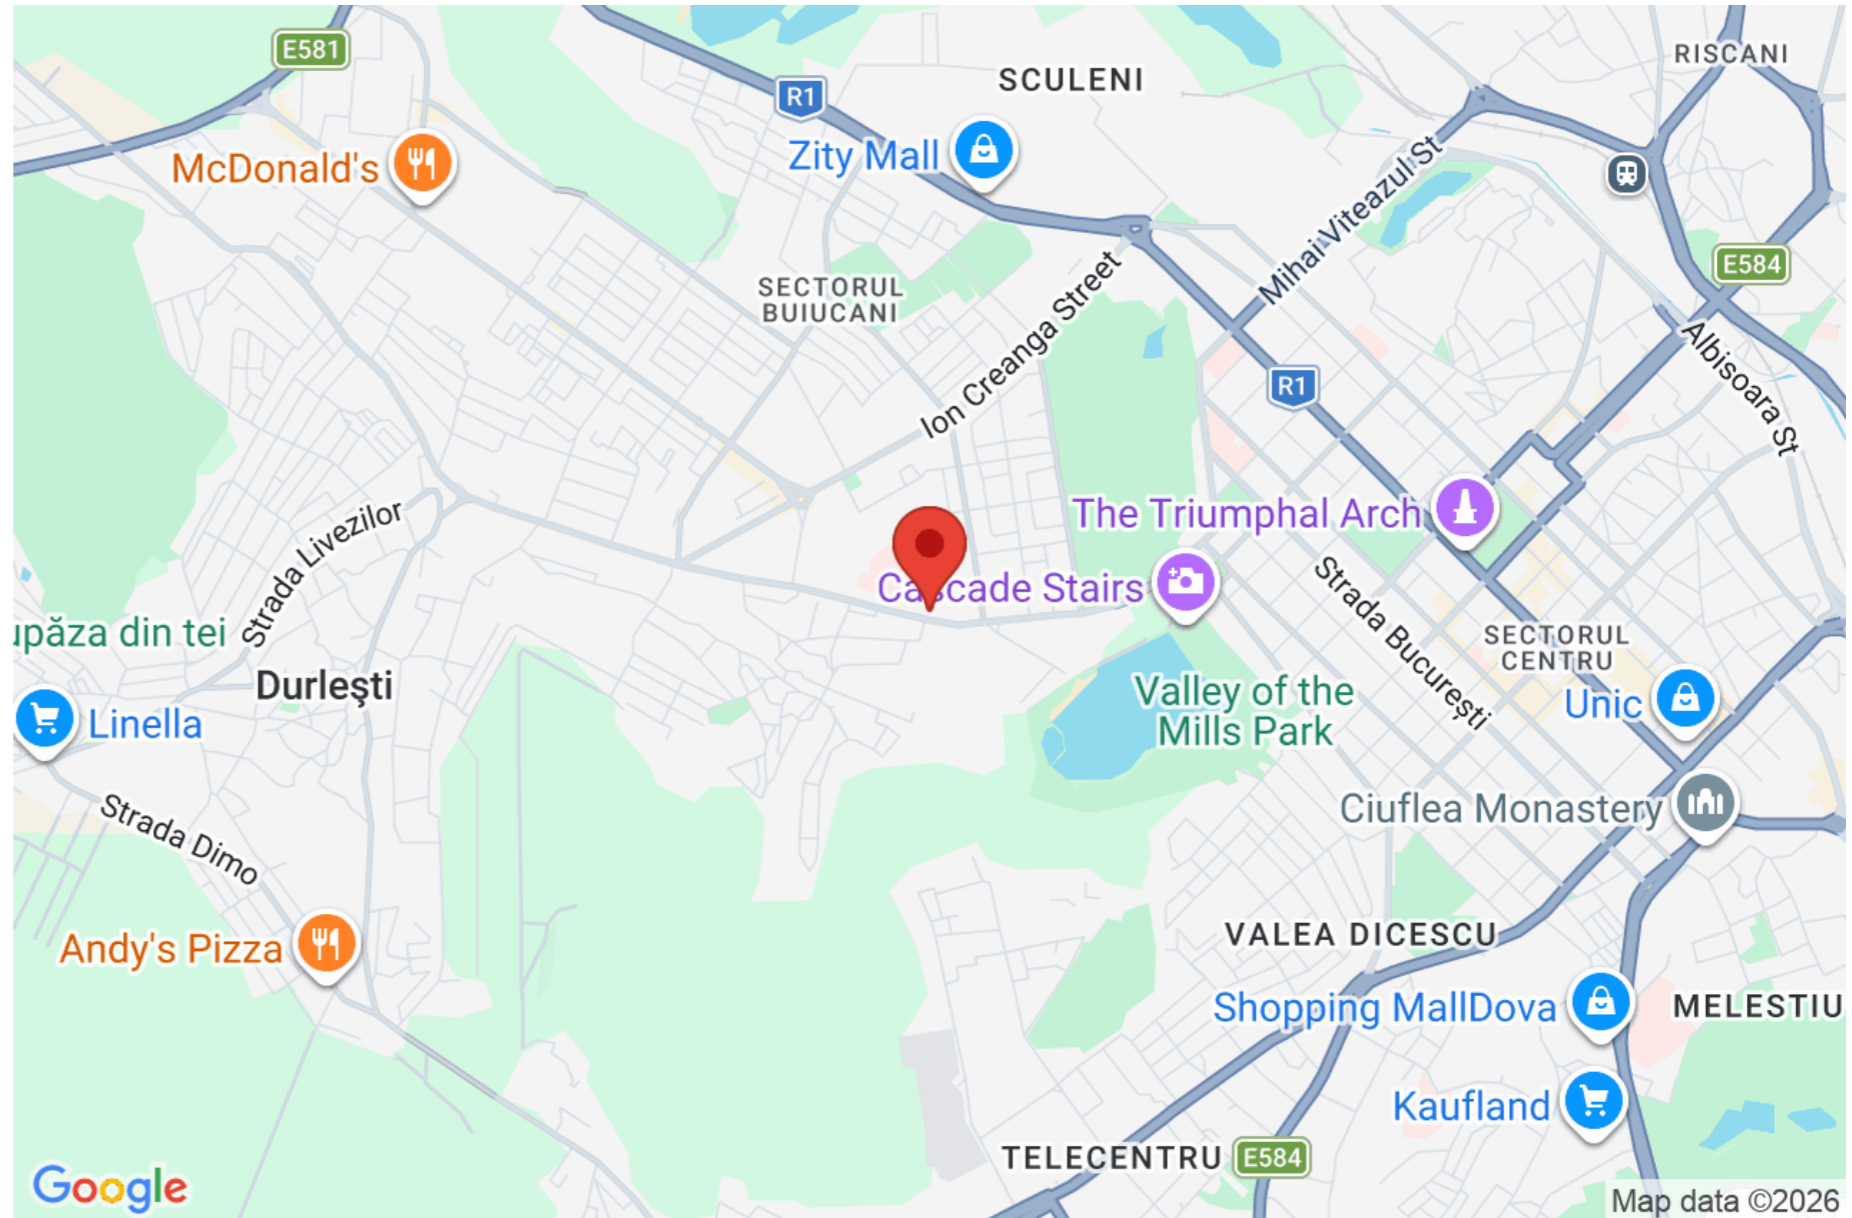 E581
RISCANI
SCULENI
R1
Zity Mall
McDonald's
Mihai Viteazul St
E584
SECTORUL
BUIUCANI
Ion Creanga Street
Albisoara St
R1
The Triumphal Arch
Strada Livezilor
Cascade Stairs
Strada București
upăza din tei
SECTORUL
CENTRU
Durleşti
Valley of the
Mills Park
Unic
Linella
Ciuflea Monastery
Strada Dimo
VALEA DICESCU
Andy's Pizza
Shopping MallDova
MELESTIU
Kaufland
TELECENTRU
E584
Google
Map data ©2026